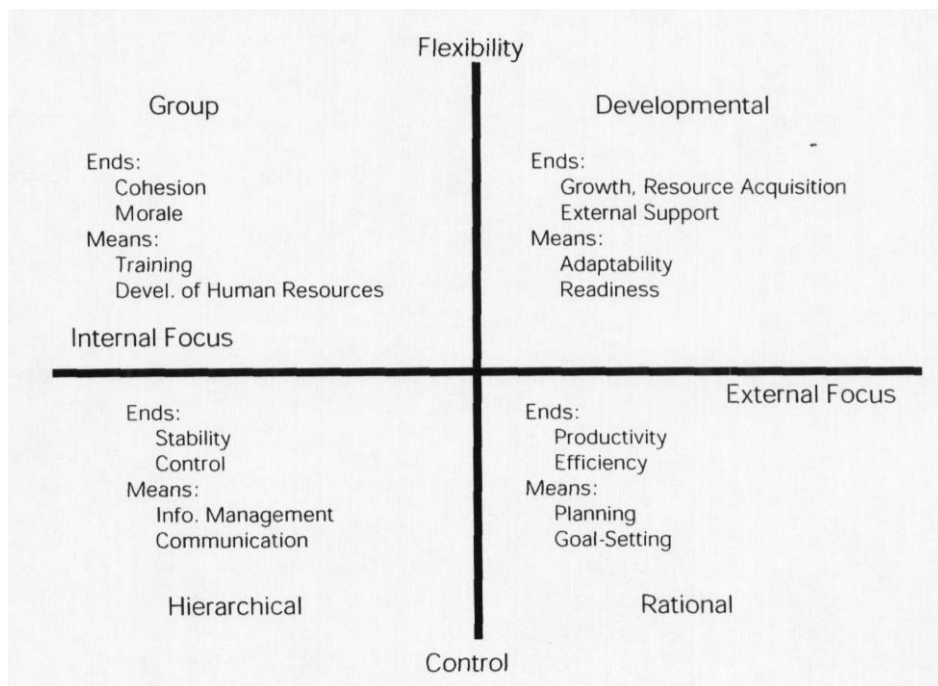 Flexibility
Group
Ends:
Cohesion
Morale
Means:
Training
Devel. of Human Resources
Internal Focus
Developmental
Ends:
Growth, Resource Acquisition
External Support
Means:
Adaptability
Readiness
External Focus
Ends:
Stability
Control
Means:
Info. Management
Communication
Hierarchical
Ends:
Productivity
Efficiency
Means:
Planning
Goal-Setting
Rational
Control